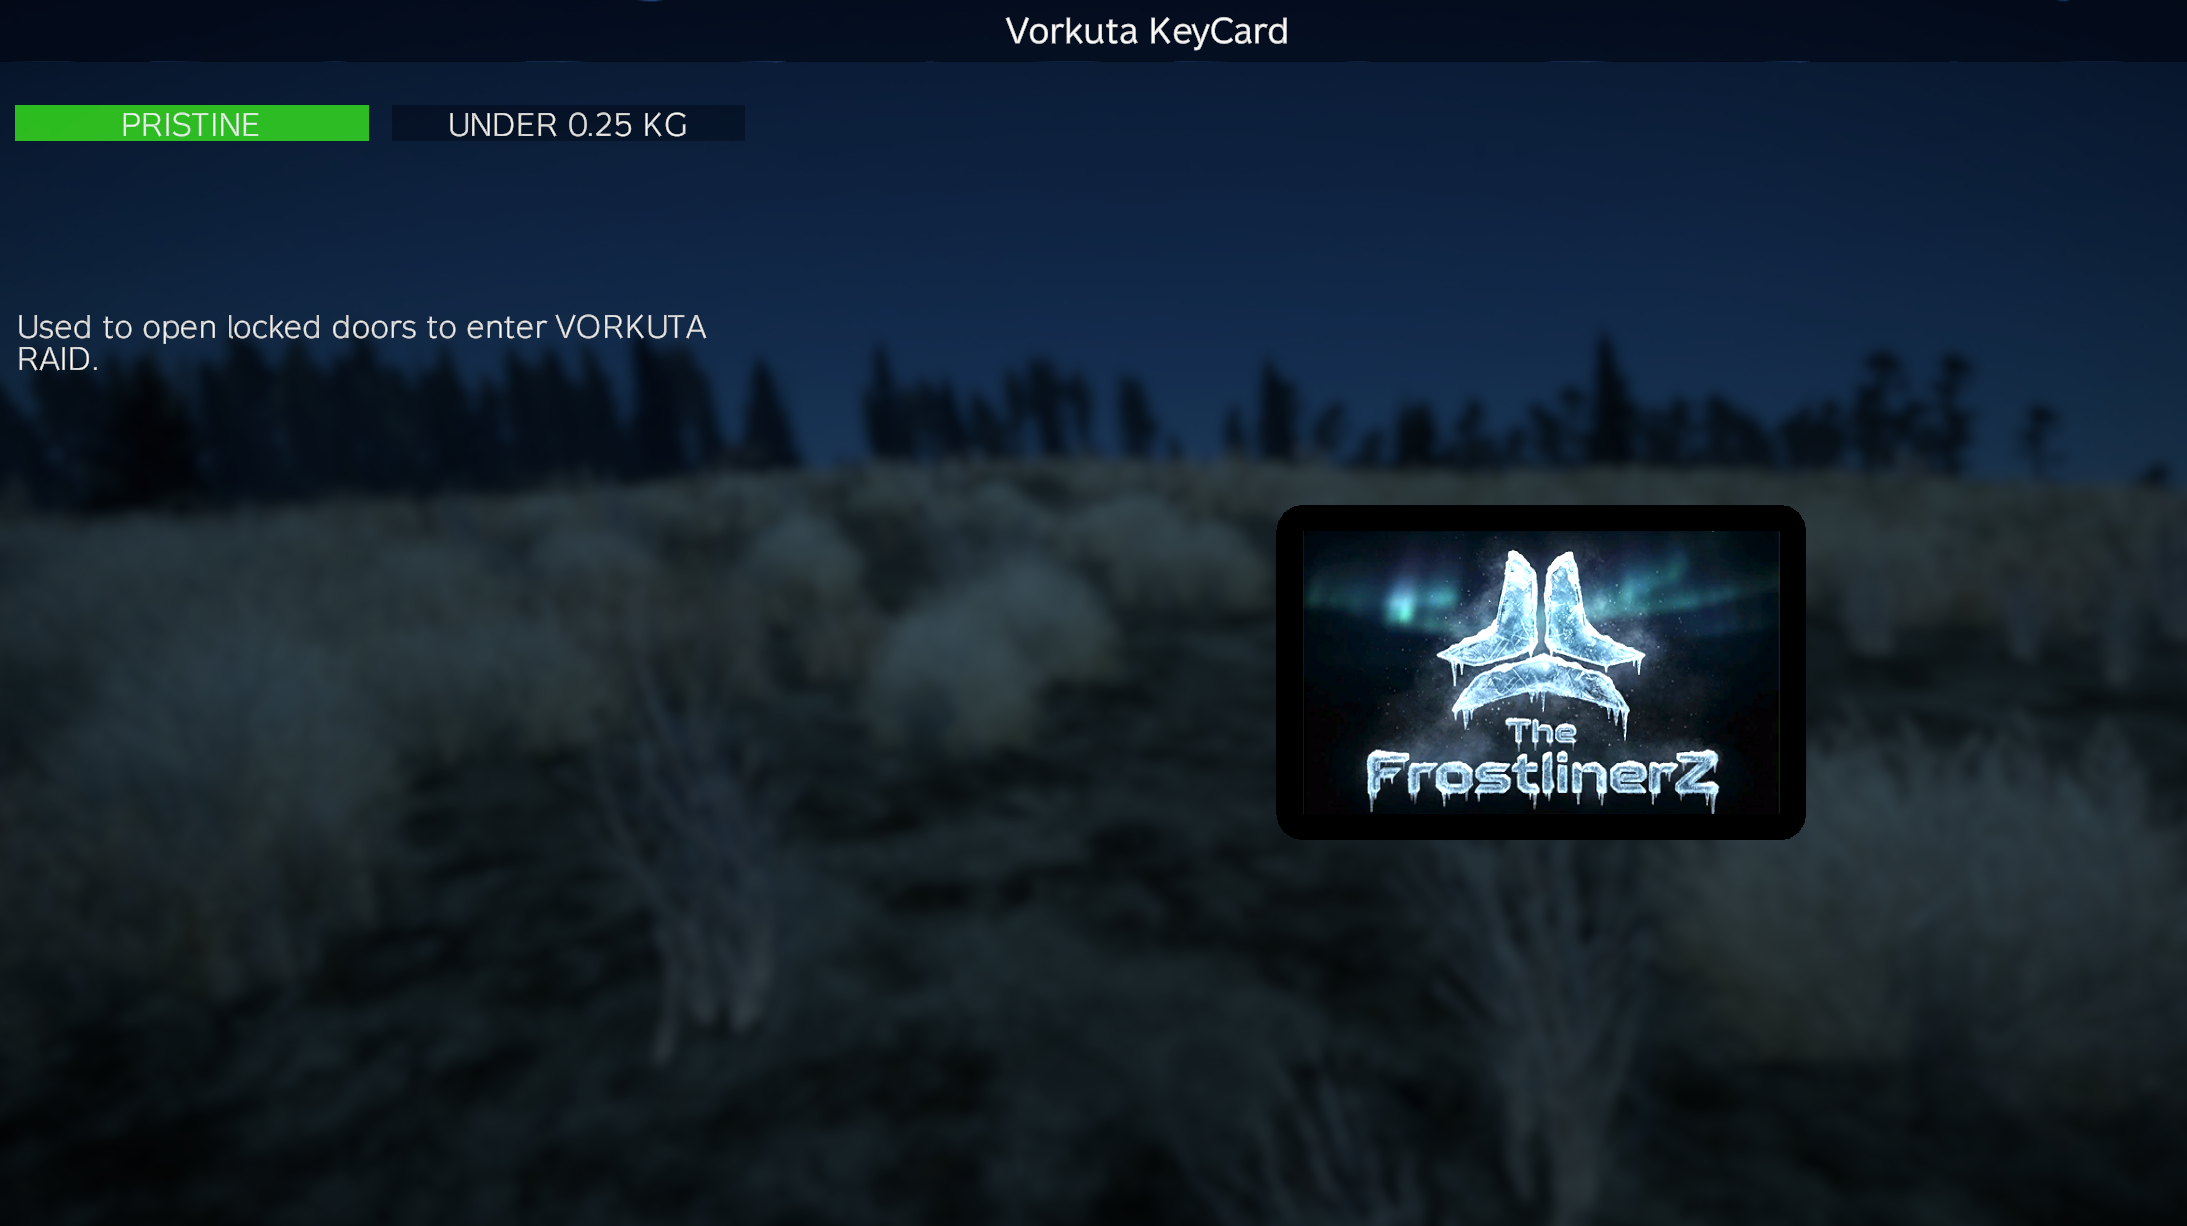 Vorkuta KeyCard
PRISTINE
UNDER 0.25 KG
Used to open locked doors to enter VORKUTA
RAID.
The
FrostlinerZ